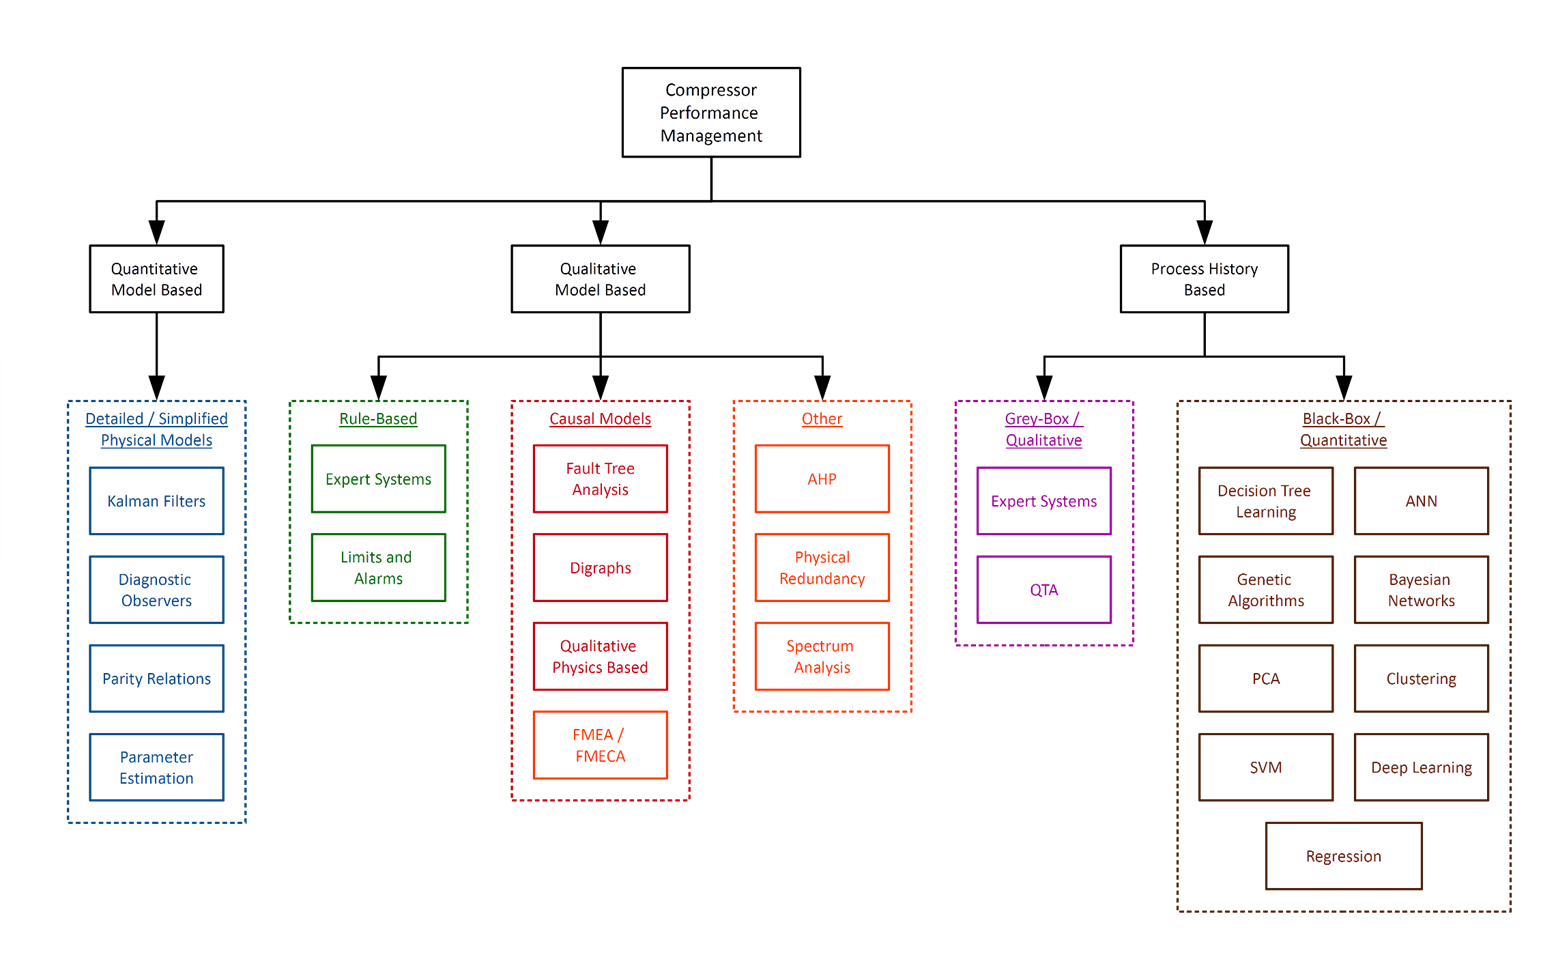 Compressor
Performance
Management
Quantitative
Model Based
Qualitative
Model Based
Process History
Based
Detailed / Simplified
Physical Models
Kalman Filters
Diagnostic
Observers
Parity Relations
Parameter
Estimation
Rule-Based
Expert Systems
Limits and
Alarms
Causal Models
Fault Tree
Analysis
Digraphs
Qualitative
Physics Based
FMEA /
FMECA
Other
AHP
Physical
Redundancy
Spectrum
Analysis
Grey-Box /
Qualitative
Expert Systems
QTA
Black-Box /
Quantitative
Decision Tree
Learning
ANN
Genetic
Algorithms
Bayesian
Networks
PCA
Clustering
SVM
Deep Learning
Regression